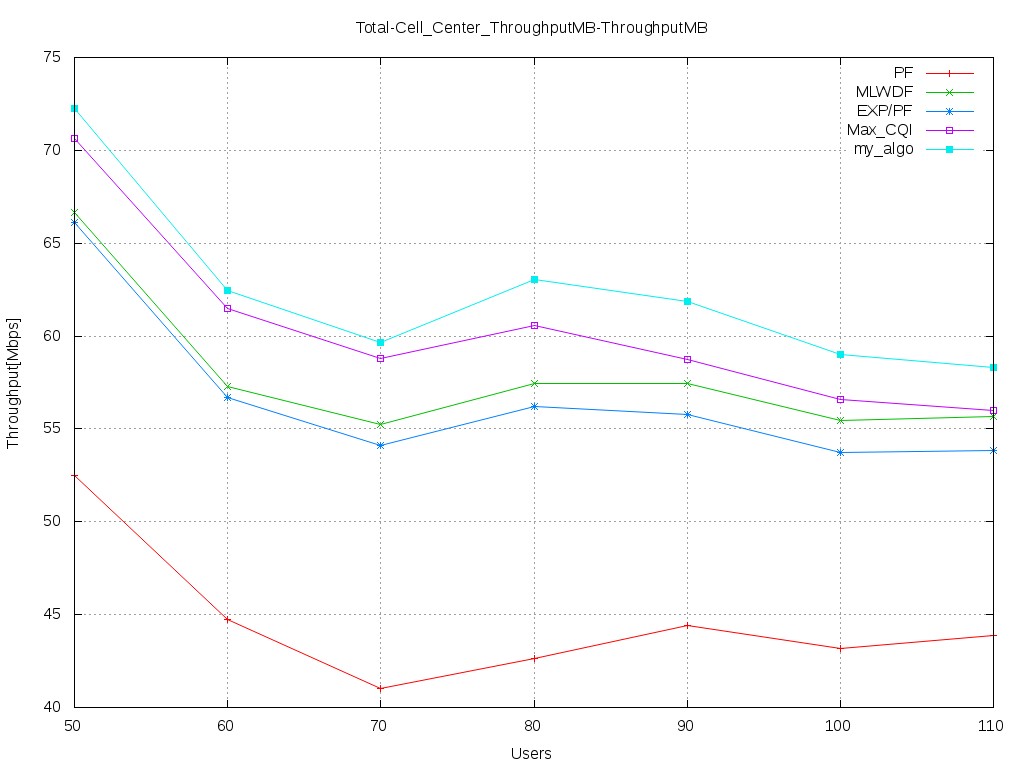 Total-Cell_Center_ThroughputMB-ThroughputMB
75
70
65
60
55
50
45
40
Throughput[Mbps]
PF
MLWDF
EXP/PF
Max_CQI
my_algo
50 60 70 80 90 100 110
Users